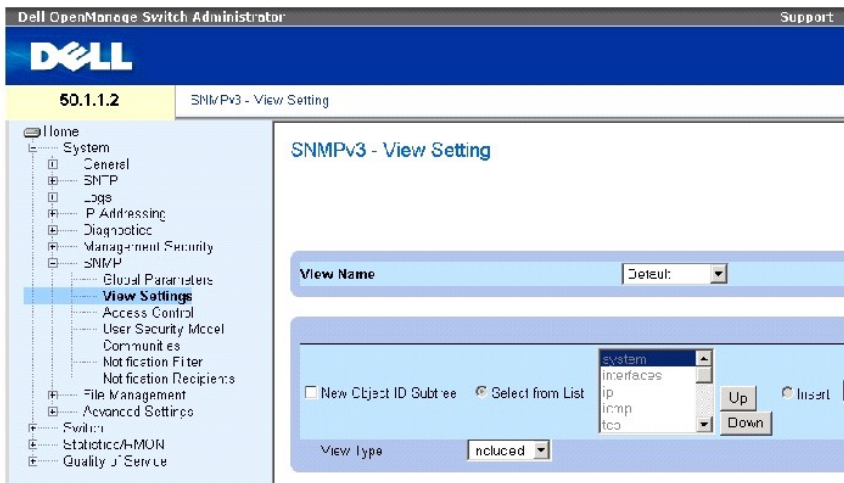 Dell OpenManage Switch Administrator
Support
DELL
50.1.1.2
SNMPv3 - View Setting
Home
System
General
SNTP
Logs
IP Addressing
Diagnostics
Management Security
SNMP
Global Parameters
View Settings
Access Control
User Security Model
Communities
Notification Filter
Notification Recipients
File Management
Advanced Settings
Switch
Statistics/RMON
Quality of Service
SNMPv3 - View Setting
View Name
Default
New Object ID Subtree
Select from List
system
interfaces
ip
icmp
tcp
Up
Down
Insert
View Type
Included